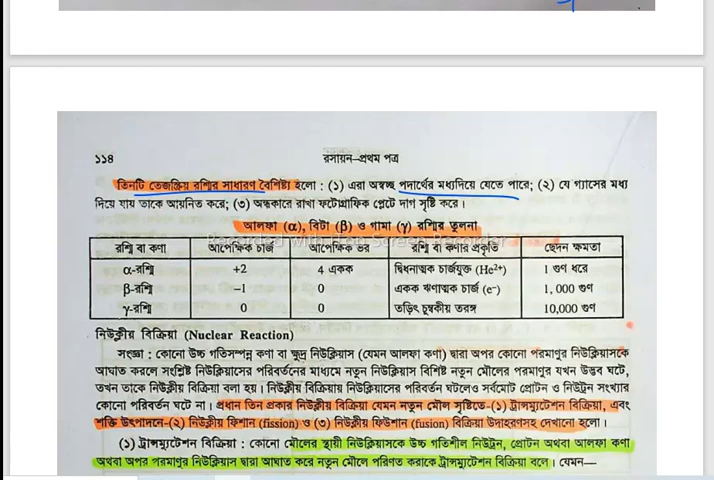 ১১৪
রসায়ন–প্রথম পত্র
তিনটি তেজস্ক্রিয় রশ্মির সাধারণ বৈশিষ্ট্য হলো : (১) এরা অস্বচ্ছ পদার্থের মধ্যদিয়ে যেতে পারে; (২) যে গ্যাসের মধ্য
দিয়ে যায় তাকে আয়নিত করে; (৩) অন্ধকারে রাখা ফটোগ্রাফিক প্লেটে দাগ সৃষ্টি করে।
আলফা (α), বিটা (β) ও গামা (γ) রশ্মির তুলনা
Recorded with iTop Screen Recorder
রশ্মি বা কণা আপেক্ষিক চার্জ আপেক্ষিক ভর রশ্মি বা কণার প্রকৃতি ছেদন ক্ষমতা
α-রশ্মি +2 4 একক দ্বিধনাত্মক চার্জযুক্ত (He²⁺) 1 গুণ ধরে
β-রশ্মি –1 0 একক ঋণাত্মক চার্জ (e⁻) 1, 000 গুণ
γ-রশ্মি 0 0 তড়িৎ চুম্বকীয় তরঙ্গ 10,000 গুণ
নিউক্লীয় বিক্রিয়া (Nuclear Reaction)
সংজ্ঞা : কোনো উচ্চ গতিসম্পন্ন কণা বা ক্ষুদ্র নিউক্লিয়াস (যেমন আলফা কণা) দ্বারা অপর কোনো পরমাণুর নিউক্লিয়াসকে
আঘাত করলে সংশ্লিষ্ট নিউক্লিয়াসের পরিবর্তনের মাধ্যমে নতুন নিউক্লিয়াস বিশিষ্ট নতুন মৌলের পরমাণুর যখন উদ্ভব ঘটে,
তখন তাকে নিউক্লীয় বিক্রিয়া বলা হয়। নিউক্লীয় বিক্রিয়ায় নিউক্লিয়াসের পরিবর্তন ঘটলেও সর্বমোট প্রোটন ও নিউট্রন সংখ্যার
কোনো পরিবর্তন ঘটে না। প্রধান তিন প্রকার নিউক্লীয় বিক্রিয়া যেমন নতুন মৌল সৃষ্টিতে-(১) ট্রান্সম্যুটেশন বিক্রিয়া, এবং
শক্তি উৎপাদনে-(২) নিউক্লীয় ফিশান (fission) ও (৩) নিউক্লীয় ফিউশান (fusion) বিক্রিয়া উদাহরণসহ দেখানো হলো।
(১) ট্রান্সম্যুটেশন বিক্রিয়া : কোনো মৌলের স্থায়ী নিউক্লিয়াসকে উচ্চ গতিশীল নিউট্রন, প্রোটন অথবা আলফা কণা
অথবা অপর পরমাণুর নিউক্লিয়াস দ্বারা আঘাত করে নতুন মৌলে পরিণত করাকে ট্রান্সম্যুটেশন বিক্রিয়া বলে। যেমন—